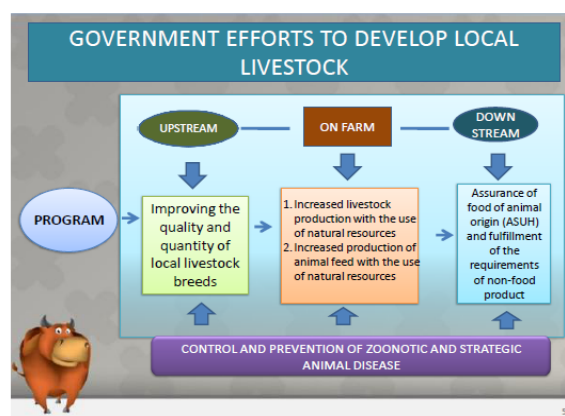 GOVERNMENT EFFORTS TO DEVELOP LOCAL
LIVESTOCK
UPSTREAM
ON FARM
DOWN
STREAM
PROGRAM
Improving the
quality and
quantity of
local livestock
breeds
1. Increased livestock
production with the use
of natural resources
2. Increased production of
animal feed with the use
of natural resources
Assurance of
food of animal
origin (ASUH)
and fulfillment
of the
requirements
of non-food
product
CONTROL AND PREVENTION OF ZOONOTIC AND STRATEGIC
ANIMAL DISEASE